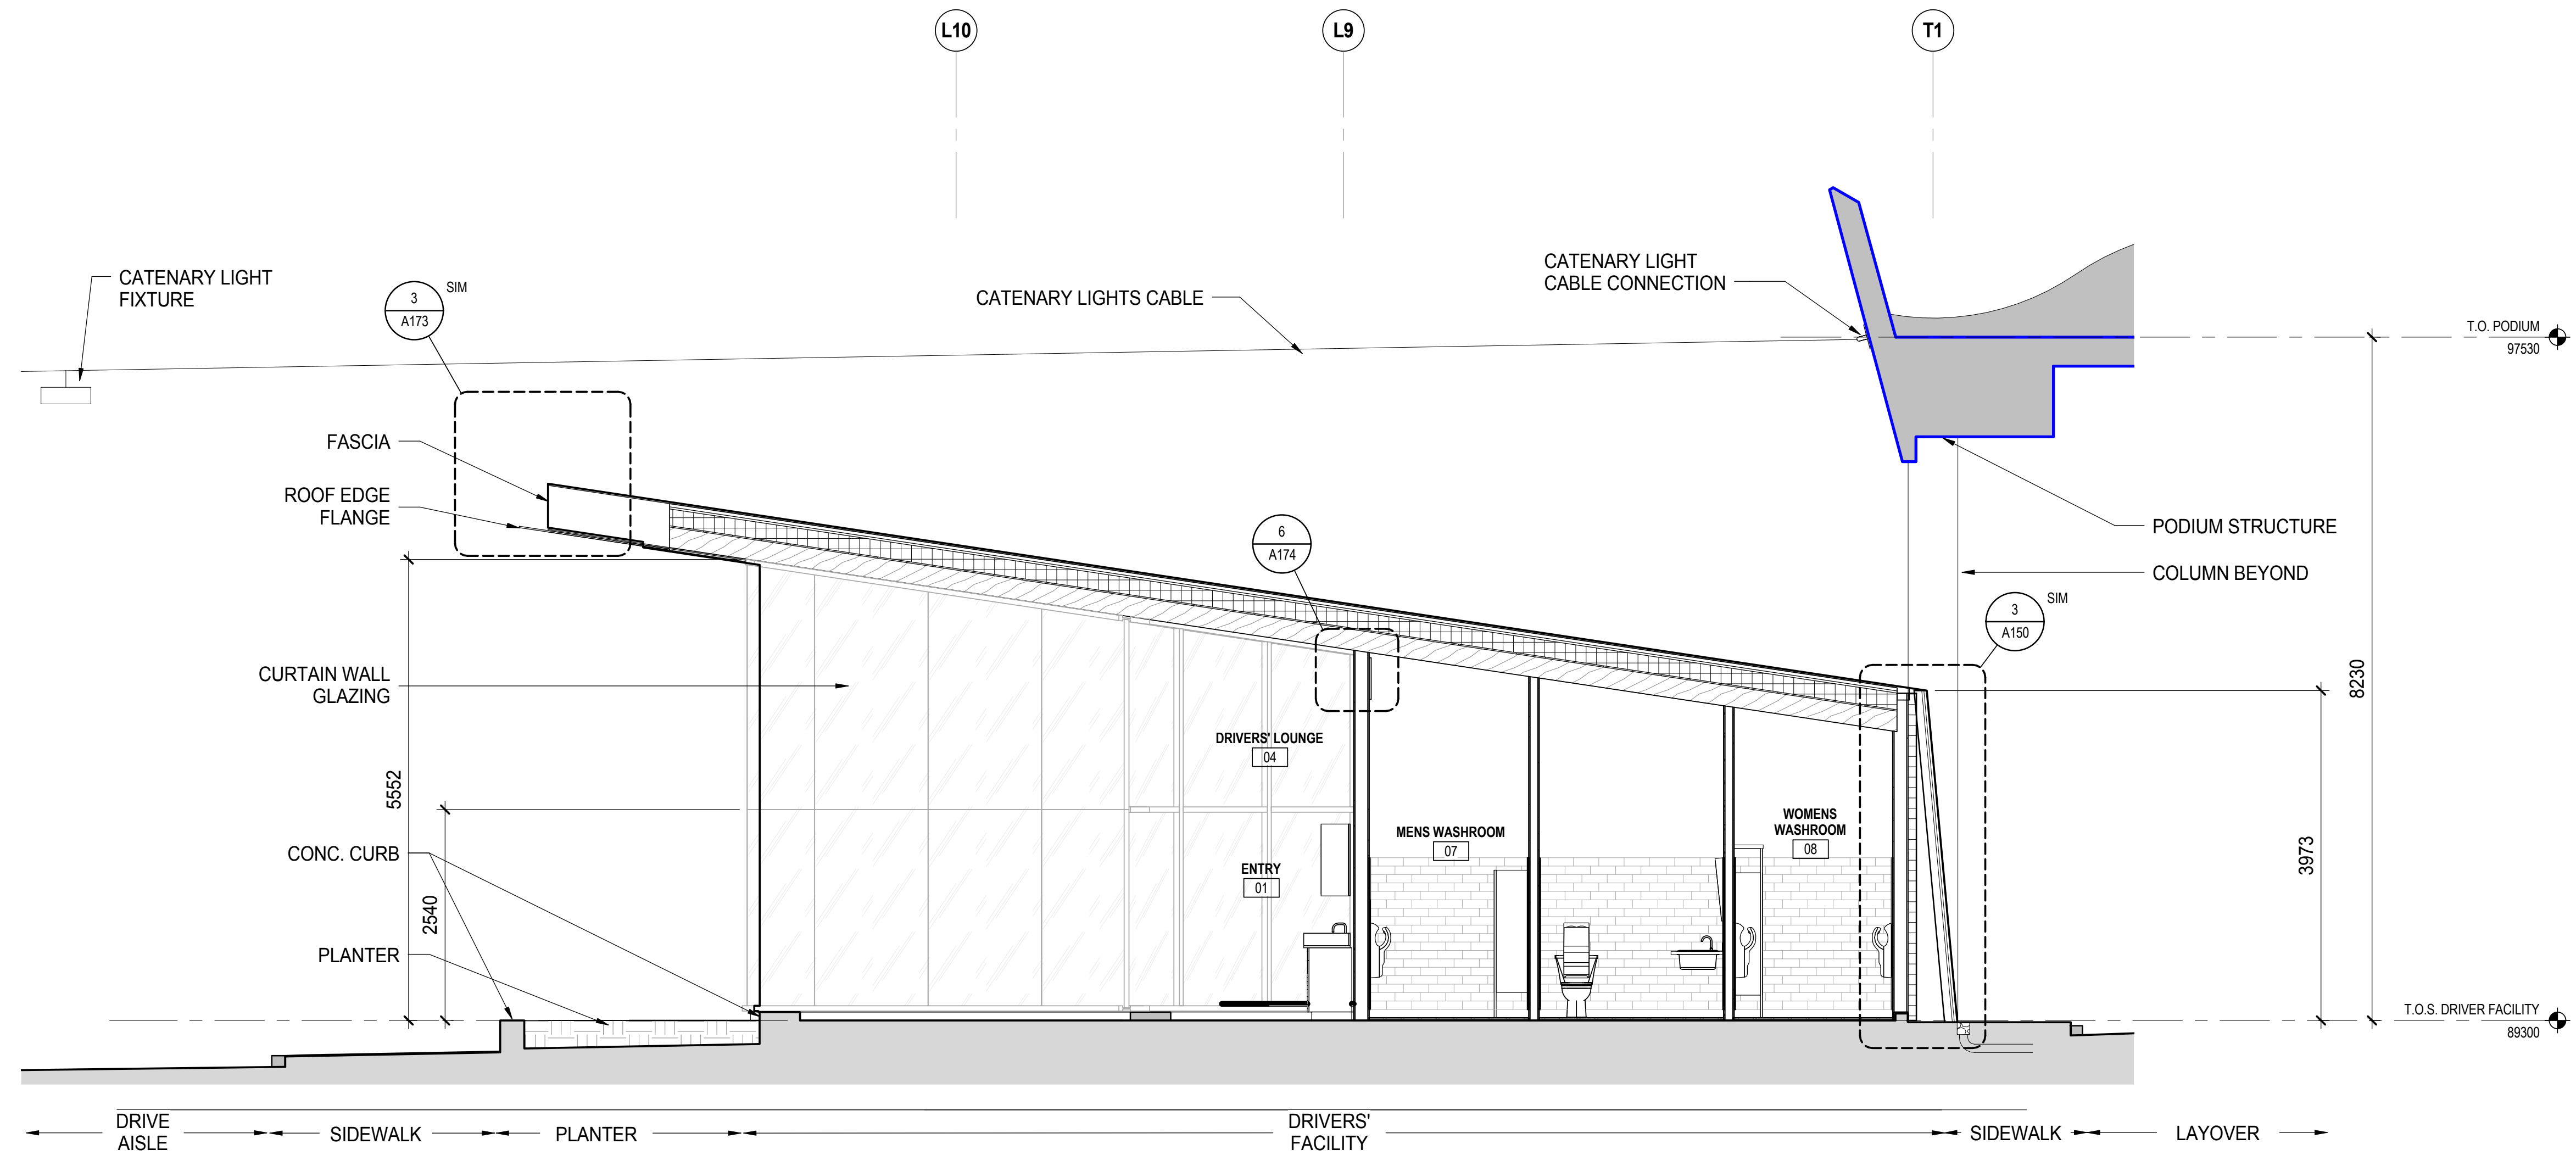 L10
L9
T1
CATENARY LIGHT
FIXTURE
3
A173
SIM
CATENARY LIGHTS CABLE
CATENARY LIGHT
CABLE CONNECTION
T.O. PODIUM
97530
FASCIA
ROOF EDGE
FLANGE
6
A174
PODIUM STRUCTURE
COLUMN BEYOND
3
A150
SIM
CURTAIN WALL
GLAZING
8230
DRIVERS' LOUNGE
04
5552
WOMENS
WASHROOM
08
MENS WASHROOM
07
CONC. CURB
3973
ENTRY
01
2540
PLANTER
T.O.S. DRIVER FACILITY
89300
DRIVE
AISLE
SIDEWALK
PLANTER
DRIVERS'
FACILITY
SIDEWALK
LAYOVER